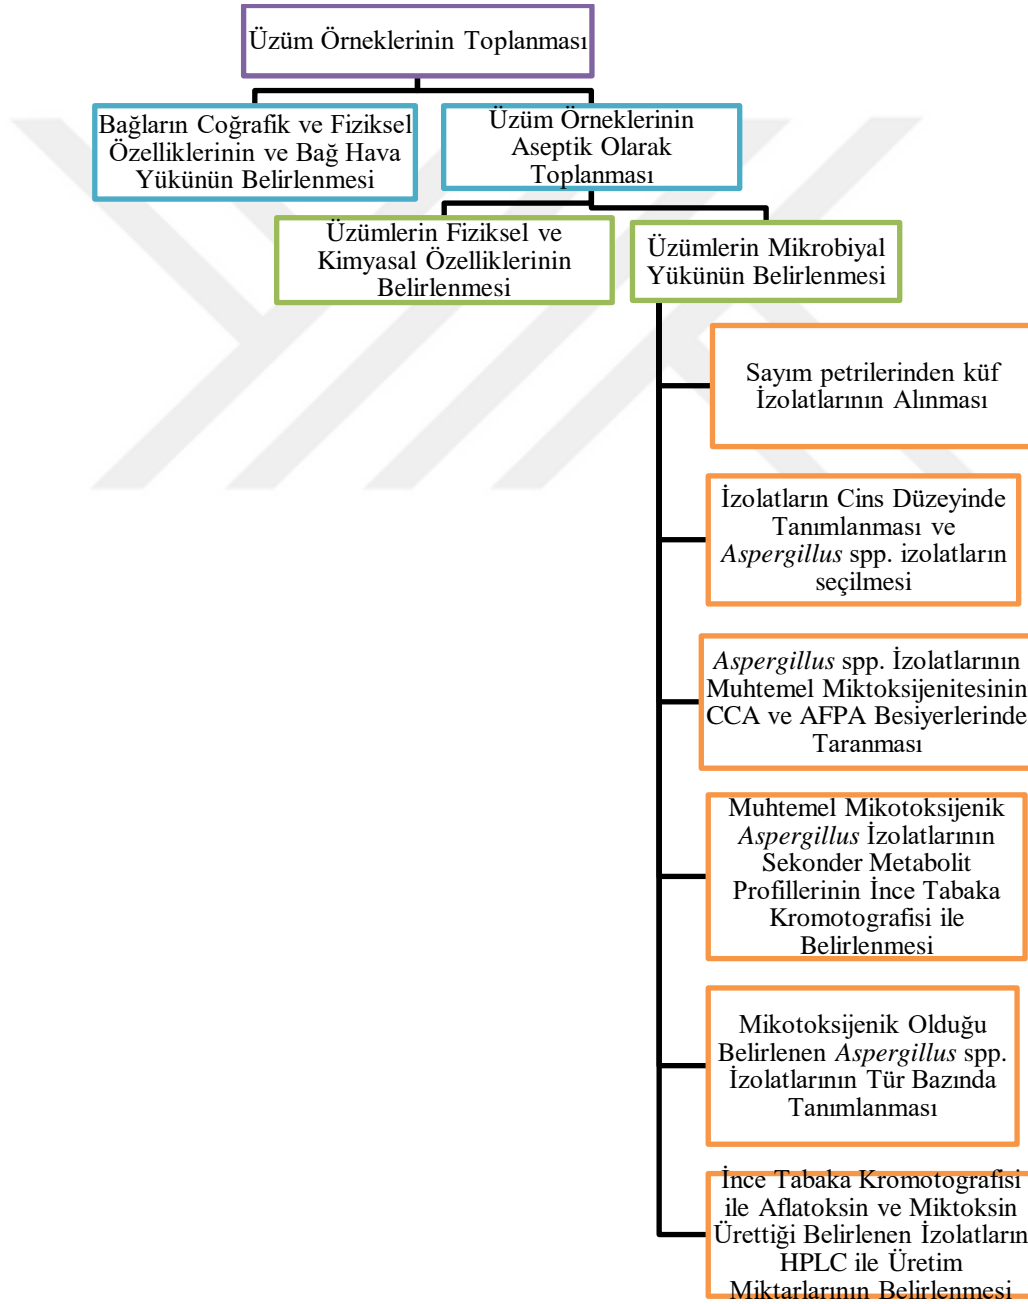 Üzüm Örneklerinin Toplanması
Bağların Coğrafik ve Fiziksel
Özelliklerinin ve Bağ Hava
Yükünün Belirlenmesi
Üzüm Örneklerinin
Aseptik Olarak
Toplanması
Üzümlerin Fiziksel ve
Kimyasal Özelliklerinin
Belirlenmesi
Üzümlerin Mikrobiyal
Yükünün Belirlenmesi
Sayım petrilerinden küf
İzolatlarının Alınması
İzolatların Cins Düzeyinde
Tanımlanması ve
Aspergillus spp. izolatların
seçilmesi
Aspergillus spp. İzolatlarının
Muhtemel Miktoksijenitesinin
CCA ve AFPA Besiyerlerinde
Taranması
Muhtemel Mikotoksijenik
Aspergillus İzolatlarının
Sekonder Metabolit
Profillerinin İnce Tabaka
Kromotografisi ile
Belirlenmesi
Mikotoksijenik Olduğu
Belirlenen Aspergillus spp.
İzolatlarının Tür Bazında
Tanımlanması
İnce Tabaka Kromotografisi
ile Aflatoksin ve Miktoksin
Ürettiği Belirlenen İzolatların
HPLC ile Üretim
Miktarlarının Belirlenmesi